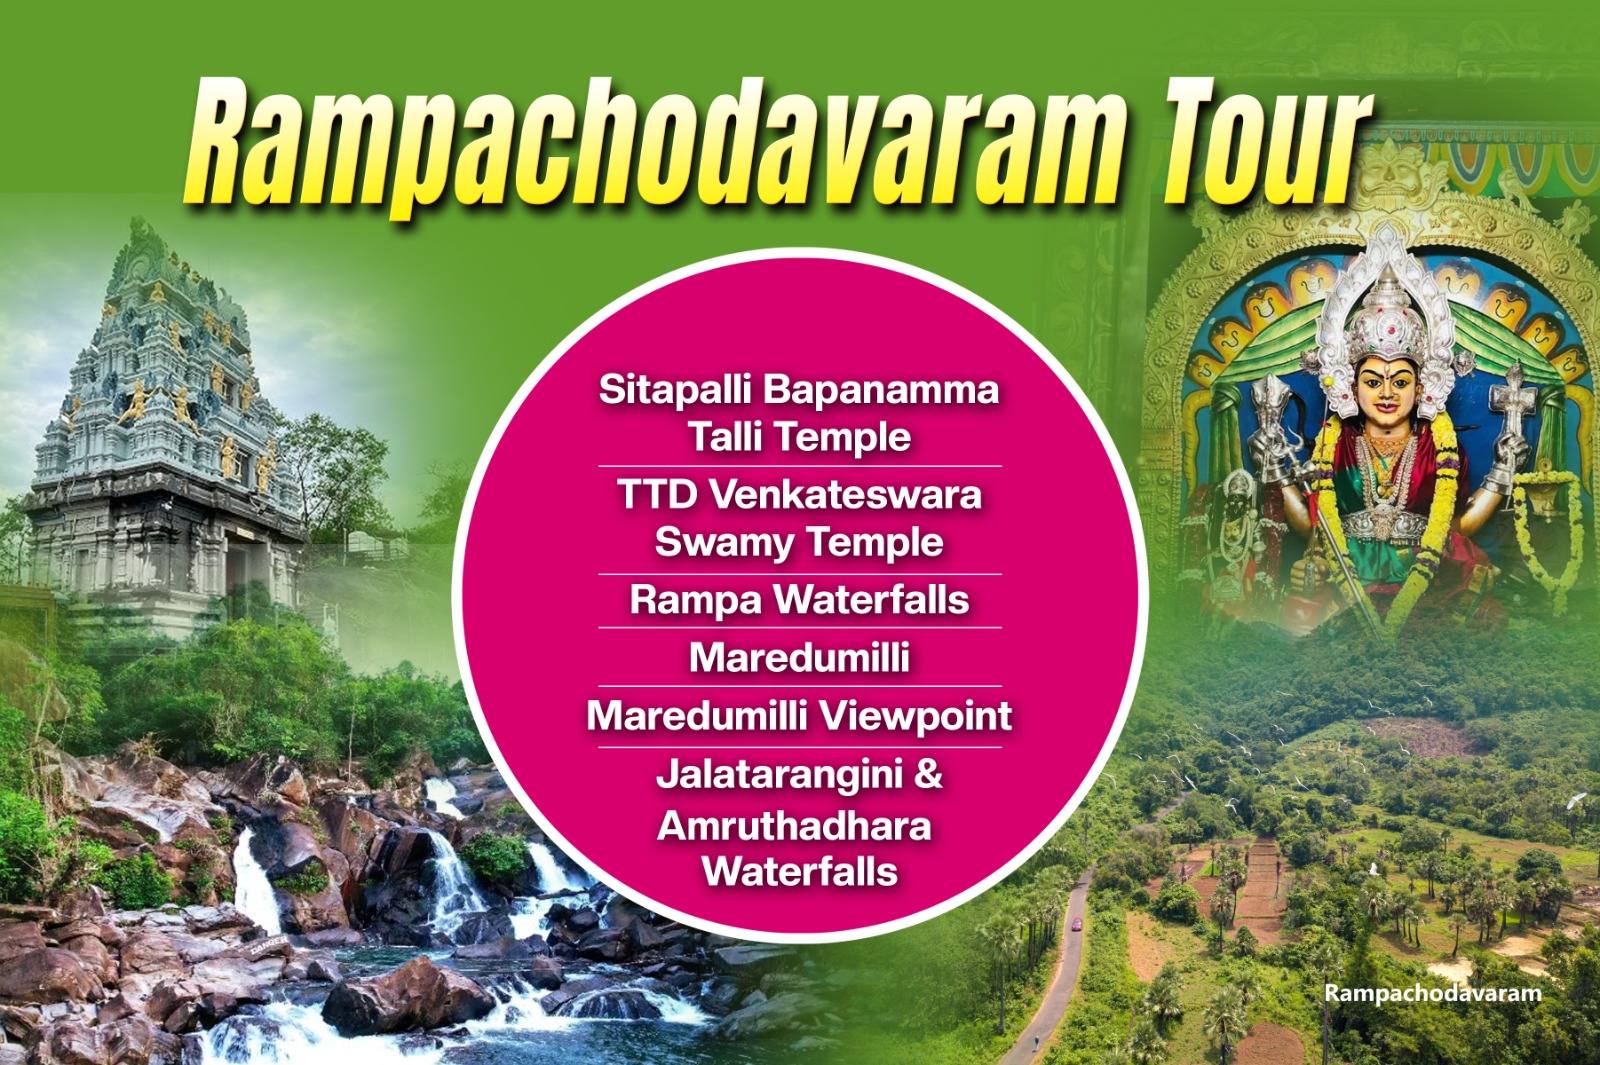 Rampachodavaram Tour
Sitapalli Bapanamma
Talli Temple
TTD Venkateswara
Swamy Temple
Rampa Waterfalls
Maredumilli
Maredumilli Viewpoint
Jalatarangini &
Amruthadhara
Waterfalls
DANGER
Rampachodavaram